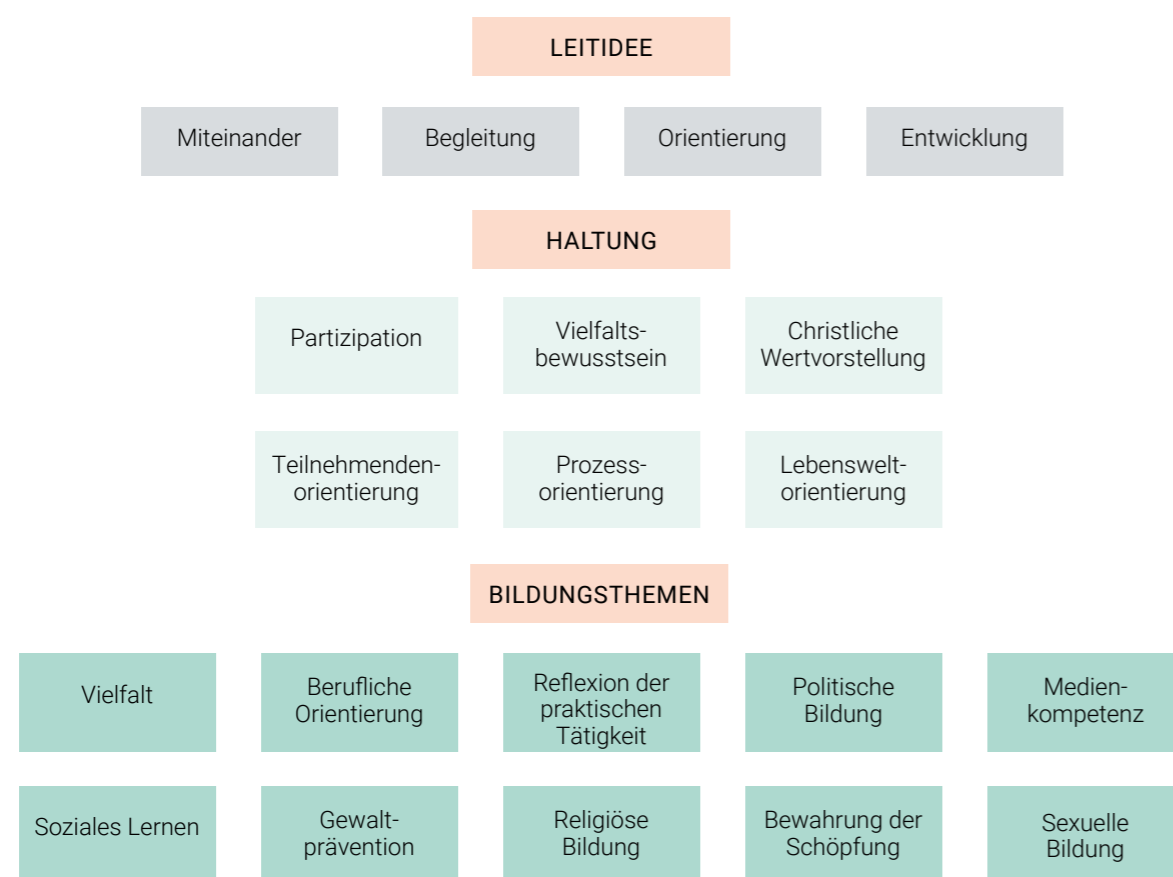 LEITIDEE
Miteinander
Begleitung
Orientierung
Entwicklung
HALTUNG
Partizipation
Vielfalts-
bewusstsein
Christliche
Wertvorstellung
Teilnehmenden-
orientierung
Prozess-
orientierung
Lebenswelt-
orientierung
BILDUNGSTHEMEN
Vielfalt
Berufliche
Orientierung
Reflexion der
praktischen
Tätigkeit
Politische
Bildung
Medien-
kompetenz
Soziales Lernen
Gewalt-
prävention
Religiöse
Bildung
Bewahrung der
Schöpfung
Sexuelle
Bildung